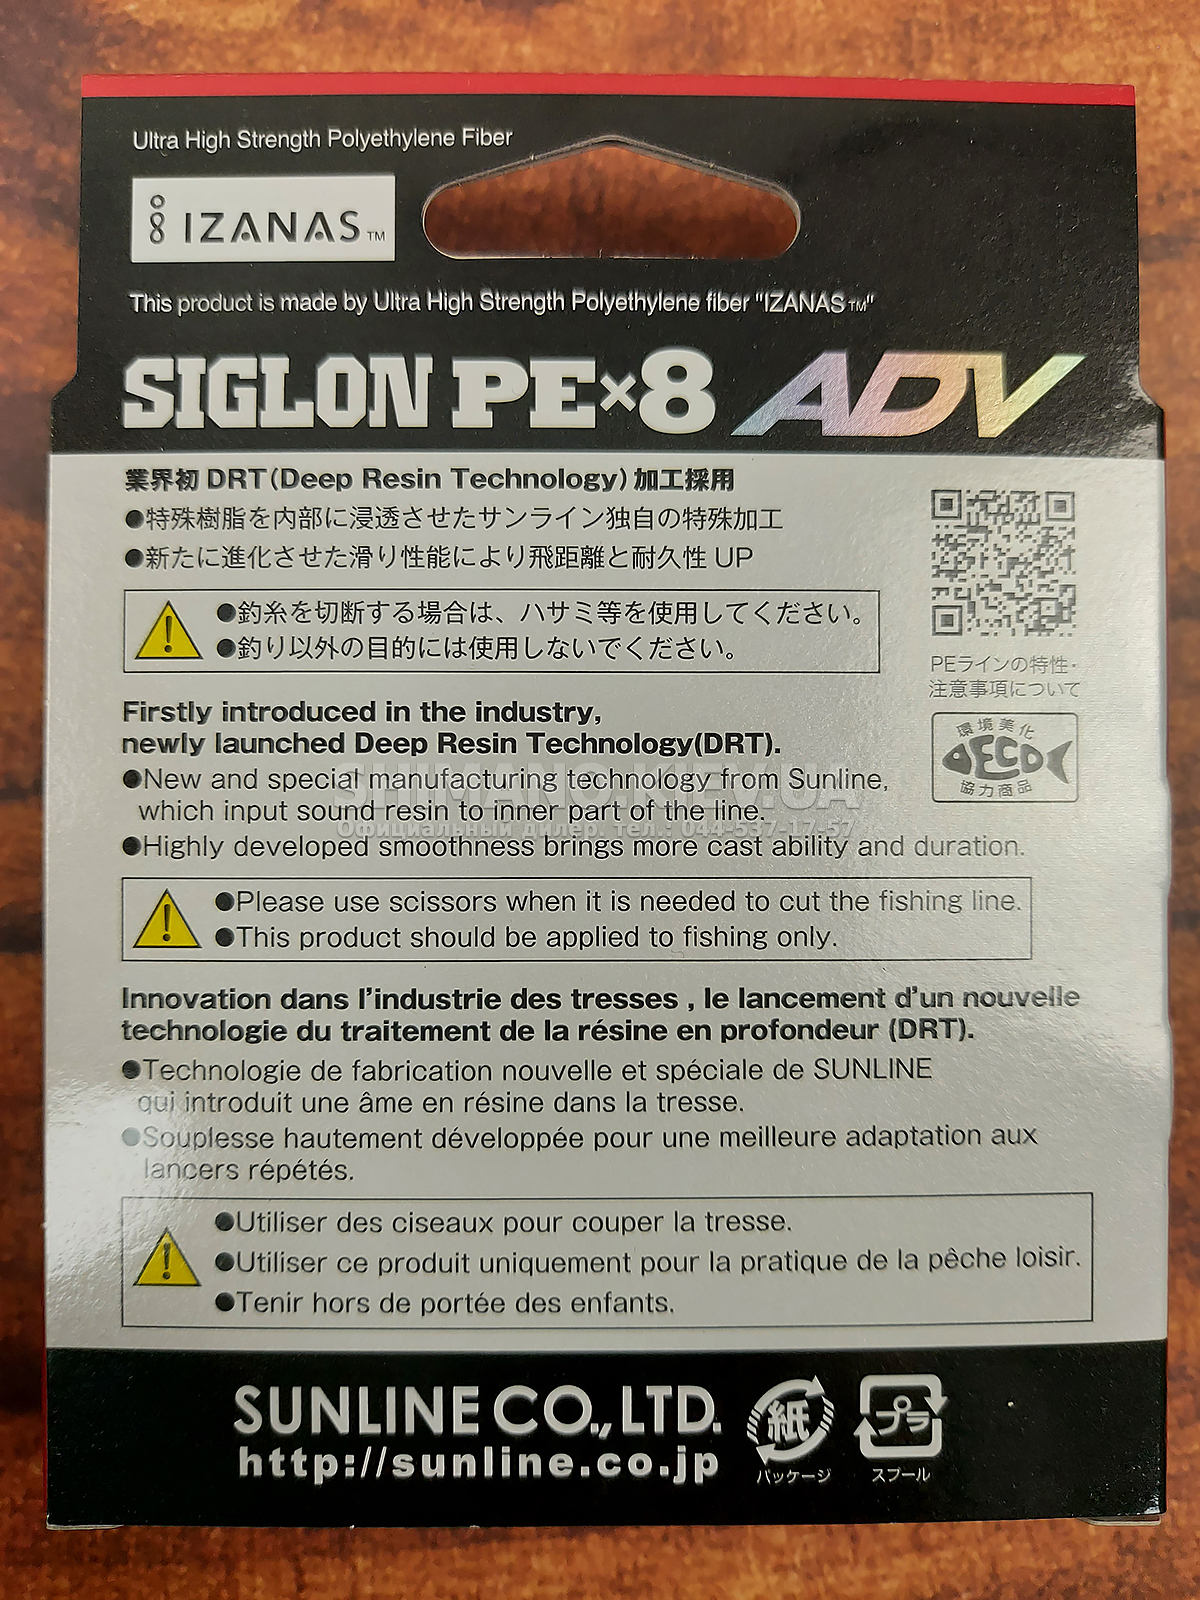 Ultra High Strength Polyethylene Fiber
IZANAS TM
This product is made by Ultra High Strength Polyethylene fiber "IZANAS TM"
SIGLON PE×8 ADV
業界初 DRT(Deep Resin Technology)加工採用
●特殊樹脂を内部に浸透させたサンライン独自の特殊加工
●新たに進化させた滑り性能により飛距離と耐久性 UP
●釣糸を切断する場合は、ハサミ等を使用してください。
●釣り以外の目的には使用しないでください。
PEラインの特性・
注意事項について
環境美化
DECO
協力商品
Firstly introduced in the industry,
newly launched Deep Resin Technology(DRT).
●New and special manufacturing technology from Sunline,
which input sound resin to inner part of the line.
●Highly developed smoothness brings more cast ability and duration.
SHIMANO.KIEV.UA
Официальный дилер. тел.: 044-537-17-57
●Please use scissors when it is needed to cut the fishing line.
●This product should be applied to fishing only.
Innovation dans l'industrie des tresses , le lancement d'un nouvelle
technologie du traitement de la résine en profondeur (DRT).
●Technologie de fabrication nouvelle et spéciale de SUNLINE
qui introduit une âme en résine dans la tresse.
●Souplesse hautement développée pour une meilleure adaptation aux
lancers répétés.
●Utiliser des ciseaux pour couper la tresse.
●Utiliser ce produit uniquement pour la pratique de la pêche loisir.
●Tenir hors de portée des enfants.
SUNLINE CO., LTD.
http://sunline.co.jp
紙
パッケージ
プラ
スプール